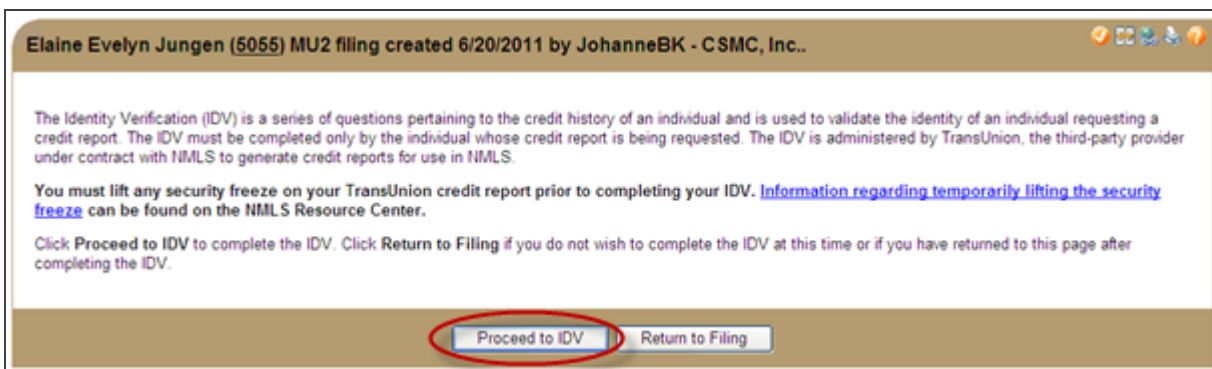 Elaine Evelyn Jungen (5055) MU2 filing created 6/20/2011 by JohanneBK - CSMC, Inc..
The Identity Verification (IDV) is a series of questions pertaining to the credit history of an individual and is used to validate the identity of an individual requesting a
credit report. The IDV must be completed only by the individual whose credit report is being requested. The IDV is administered by TransUnion, the third-party provider
under contract with NMLS to generate credit reports for use in NMLS.
You must lift any security freeze on your TransUnion credit report prior to completing your IDV. Information regarding temporarily lifting the security
freeze can be found on the NMLS Resource Center.
Click Proceed to IDV to complete the IDV. Click Return to Filing if you do not wish to complete the IDV at this time or if you have returned to this page after
completing the IDV.
Proceed to IDV Return to Filing